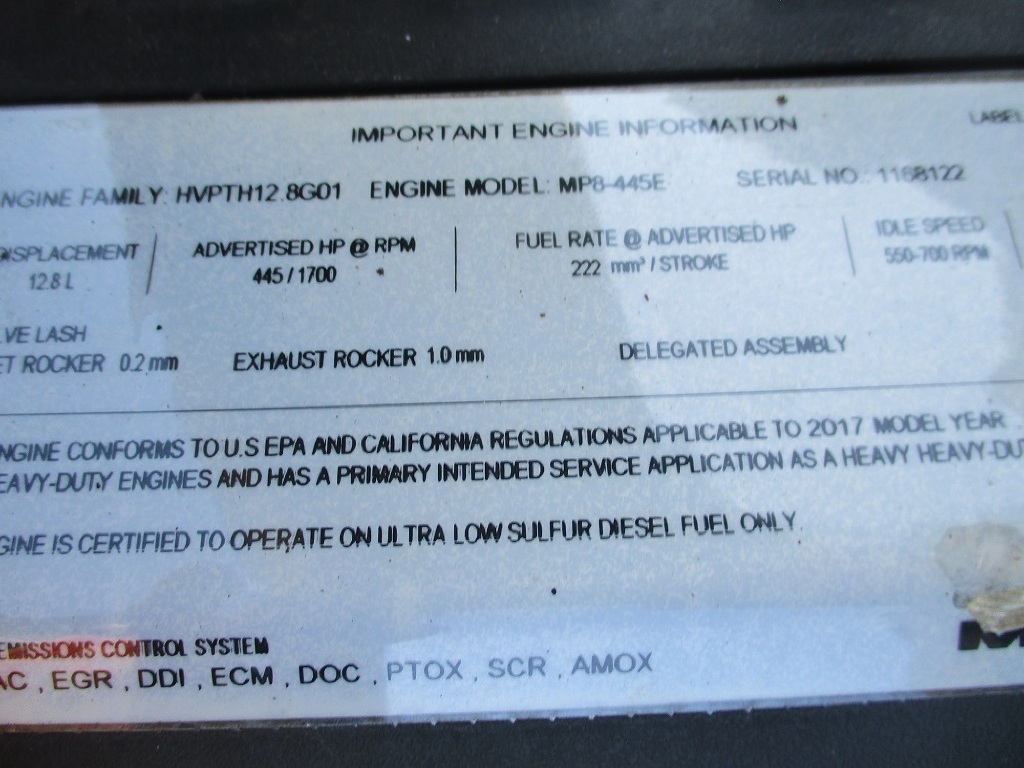 IMPORTANT ENGINE INFORMATION LABEL
NGINE FAMILY: HVPTH12.8G01 ENGINE MODEL: MP8-445E SERIAL NO.: 1168122
ISPLACEMENT ADVERTISED HP @ RPM FUEL RATE @ ADVERTISED HP IDLE SPEED
12.8 L 445 / 1700 222 mm³ / STROKE 550-700 RPM
VE LASH
ET ROCKER 0.2 mm EXHAUST ROCKER 1.0 mm DELEGATED ASSEMBLY
NGINE CONFORMS TO U.S EPA AND CALIFORNIA REGULATIONS APPLICABLE TO 2017 MODEL YEAR
EAVY-DUTY ENGINES AND HAS A PRIMARY INTENDED SERVICE APPLICATION AS A HEAVY HEAVY-DU
GINE IS CERTIFIED TO OPERATE ON ULTRA LOW SULFUR DIESEL FUEL ONLY.
EMISSIONS CONTROL SYSTEM
AC , EGR , DDI , ECM , DOC , PTOX , SCR , AMOX